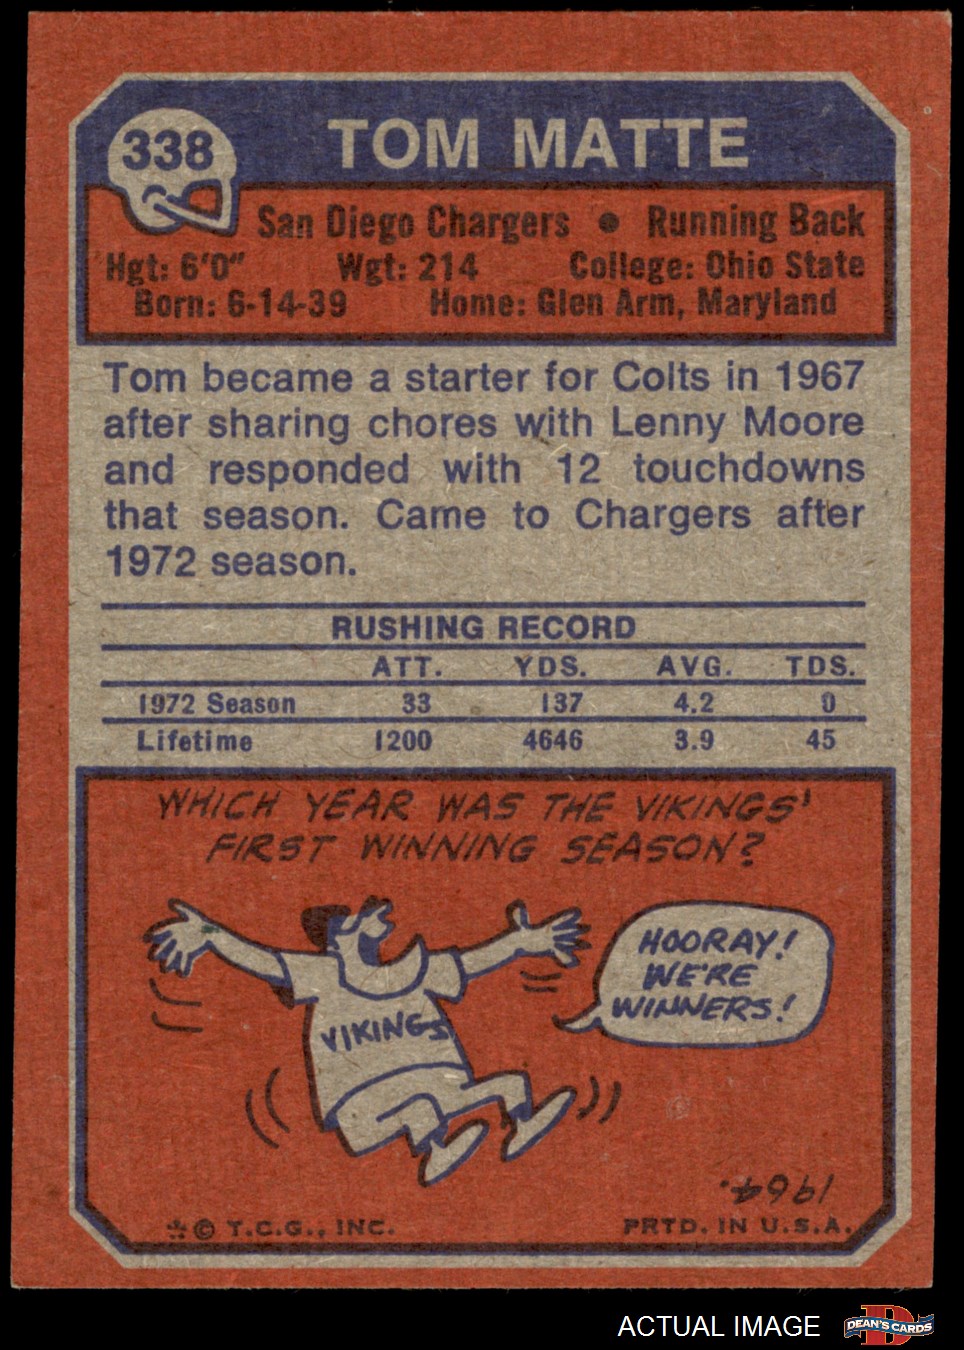 338
TOM MATTE
San Diego Chargers • Running Back
Hgt: 6'0" Wgt: 214 College: Ohio State
Born: 6-14-39 Home: Glen Arm, Maryland
Tom became a starter for Colts in 1967
after sharing chores with Lenny Moore
and responded with 12 touchdowns
that season. Came to Chargers after
1972 season.
RUSHING RECORD
ATT. YDS. AVG. TDS.
1972 Season 33 137 4.2 0
Lifetime 1200 4646 3.9 45
WHICH YEAR WAS THE VIKINGS'
FIRST WINNING SEASON?
HOORAY!
WE'RE
WINNERS!
VIKINGS
1964.
*© T.C.G., INC. PRTD. IN U.S.A.
ACTUAL IMAGE
D
DEAN'S CARDS